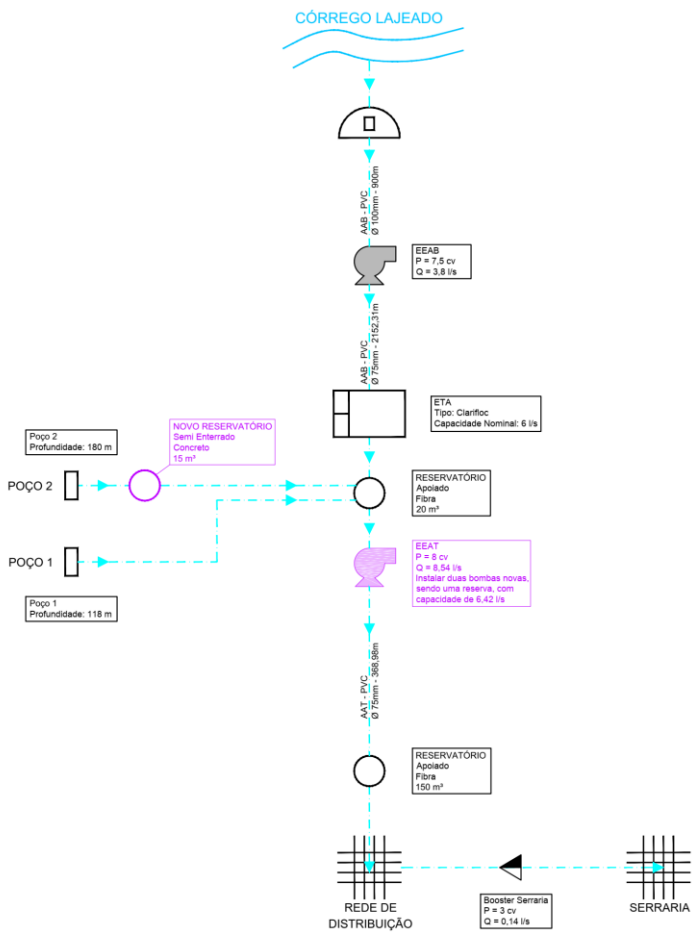 CÓRREGO LAJEADO
AAB - PVC
Ø 100mm - 900m
EEAB
P = 7,5 cv
Q = 3,8 l/s
AAB - PVC
Ø 75mm - 2152,31m
ETA
Tipo: Clarifloc
Capacidade Nominal: 6 l/s
NOVO RESERVATÓRIO
Semi Enterrado
Concreto
15 m³
Poço 2
Profundidade: 180 m
POÇO 2
RESERVATÓRIO
Apoiado
Fibra
20 m³
POÇO 1
EEAT
P = 8 cv
Q = 8,54 l/s
Instalar duas bombas novas,
sendo uma reserva, com
capacidade de 6,42 l/s
Poço 1
Profundidade: 118 m
AAT - PVC
Ø 75mm - 368,98m
RESERVATÓRIO
Apoiado
Fibra
150 m³
REDE DE
DISTRIBUIÇÃO
Booster Serraria
P = 3 cv
Q = 0,14 l/s
SERRARIA